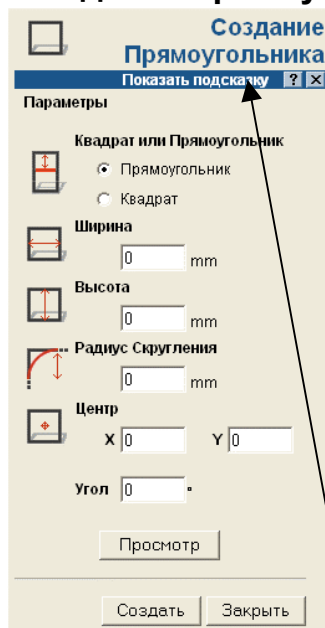 Создание
Прямоугольника
Показать подсказку ? ×
Параметры
Квадрат или Прямоугольник
Прямоугольник
Квадрат
Ширина
0 mm
Высота
0 mm
Радиус Скругления
0 mm
Центр
X 0 Y 0
Угол 0 °
Просмотр
Создать Закрыть